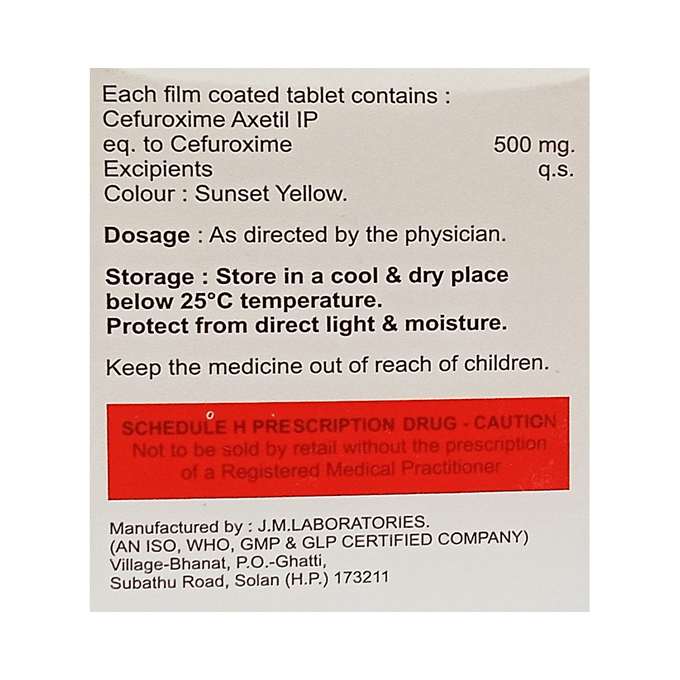 Each film coated tablet contains :
Cefuroxime Axetil IP
eq. to Cefuroxime 500 mg.
Excipients q.s.
Colour : Sunset Yellow.
Dosage : As directed by the physician.
Storage : Store in a cool & dry place
below 25°C temperature.
Protect from direct light & moisture.
Keep the medicine out of reach of children.
SCHEDULE H PRESCRIPTION DRUG - CAUTION
Not to be sold by retail without the prescription
of a Registered Medical Practitioner
Manufactured by : J.M.LABORATORIES.
(AN ISO, WHO, GMP & GLP CERTIFIED COMPANY)
Village-Bhanat, P.O.-Ghatti,
Subathu Road, Solan (H.P.) 173211